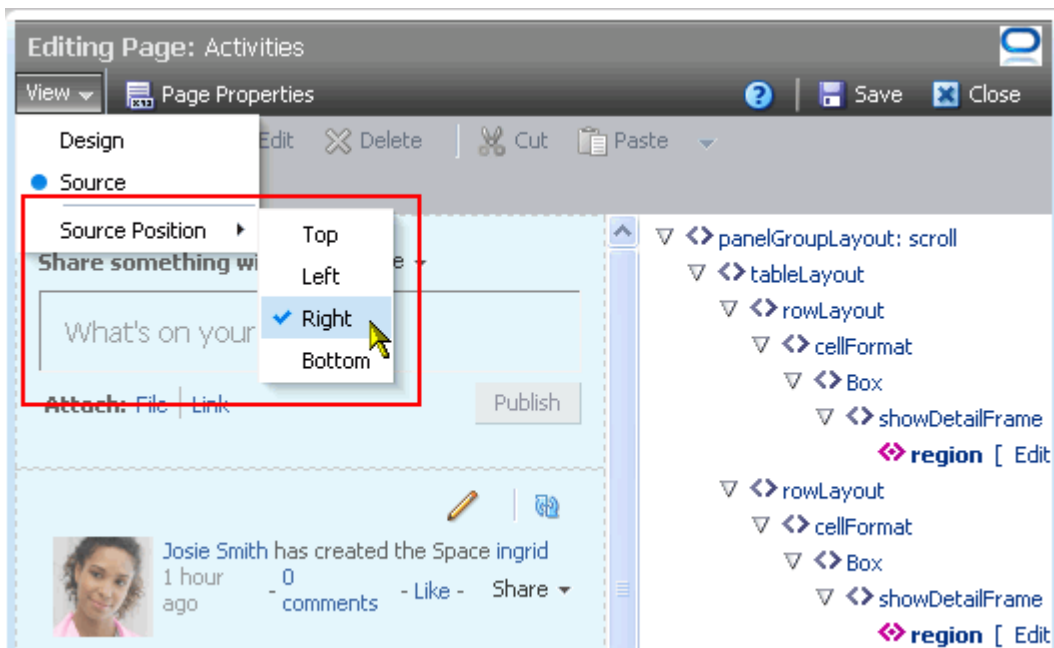 Editing Page: Activities
View Page Properties Save Close
Design Edit Delete Cut Paste
Source
Source Position Top
Left
Right
Bottom
Share something wi e
What's on your
Attach: File Link Publish
Josie Smith has created the Space ingrid
1 hour ago - 0 comments - Like - Share
panelGroupLayout: scroll
tableLayout
rowLayout
cellFormat
Box
showDetailFrame
region [ Edit
rowLayout
cellFormat
Box
showDetailFrame
region [ Edit